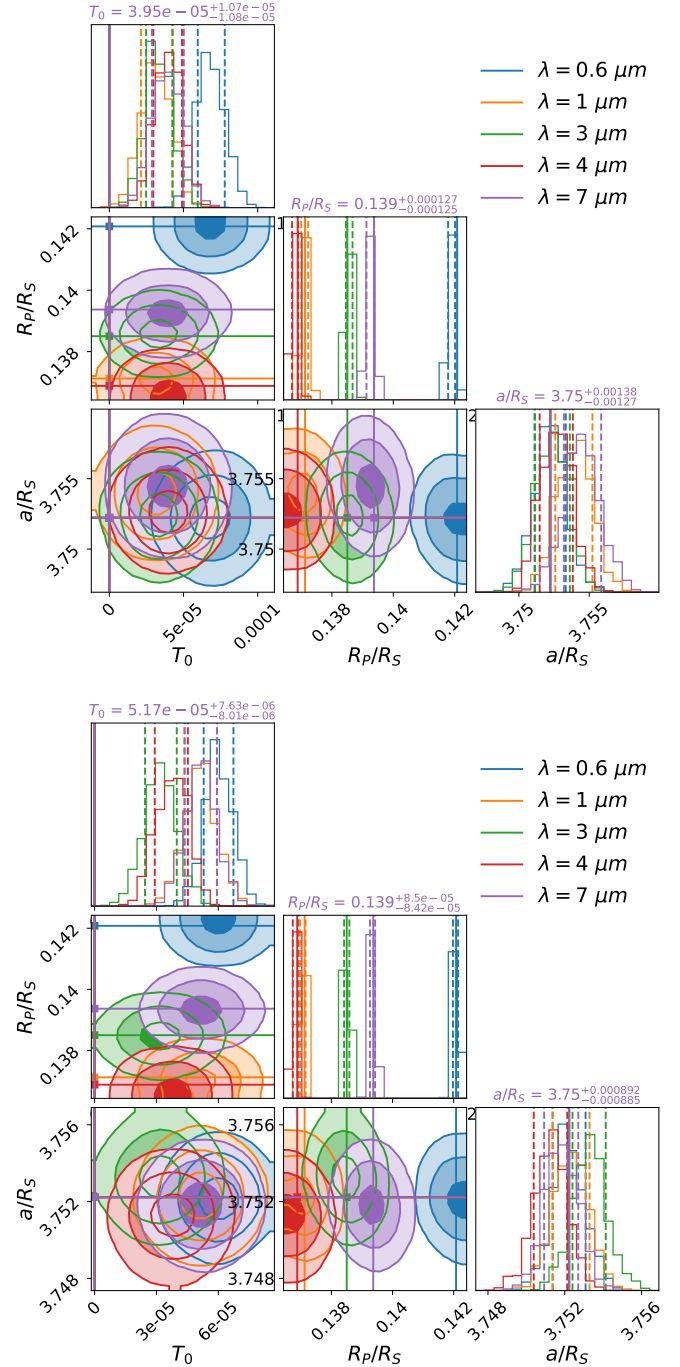 T₀ = 3.95e−05 +1.07e−05 −1.08e−05
λ = 0.6 μm
λ = 1 μm
λ = 3 μm
λ = 4 μm
λ = 7 μm
R_P/R_S = 0.139 +0.000127 −0.000125
0.142
0.14
0.138
R_P/R_S
a/R_S = 3.75 +0.00138 −0.00127
3.755
3.75
a/R_S
3.755
3.75
0
5e-05
0.0001
T₀
0.138
0.14
0.142
R_P/R_S
3.75
3.755
a/R_S
T₀ = 5.17e−05 +7.63e−06 −8.01e−06
λ = 0.6 μm
λ = 1 μm
λ = 3 μm
λ = 4 μm
λ = 7 μm
R_P/R_S = 0.139 +8.5e−05 −8.42e−05
0.142
0.14
0.138
R_P/R_S
a/R_S = 3.75 +0.000892 −0.000885
3.756
3.752
3.748
a/R_S
3.756
3.752
3.748
0
3e-05
6e-05
T₀
0.138
0.14
0.142
R_P/R_S
3.748
3.752
3.756
a/R_S